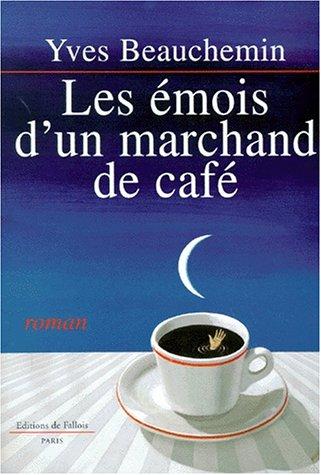 Yves Beauchemin
Les émois
d'un marchand
de café
roman
Editions de Fallois
PARIS